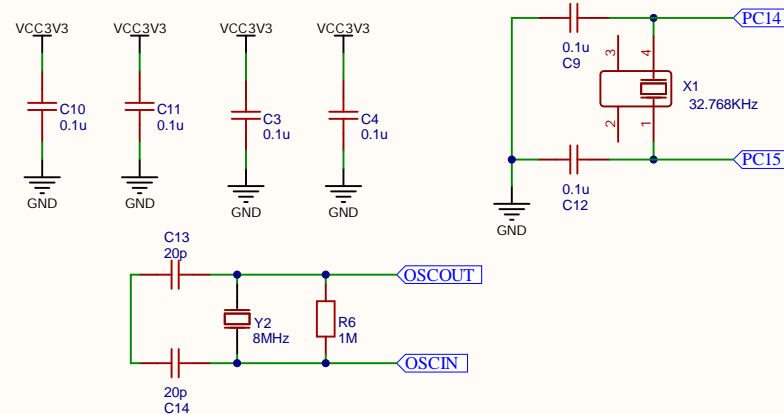 VCC3V3
VCC3V3
VCC3V3
VCC3V3
C10
0.1u
C11
0.1u
C3
0.1u
C4
0.1u
GND
GND
GND
GND
PC14
0.1u
C9
3
4
X1
32.768KHz
2
1
PC15
0.1u
C12
GND
C13
20p
OSCOUT
Y2
8MHz
R6
1M
OSCIN
20p
C14